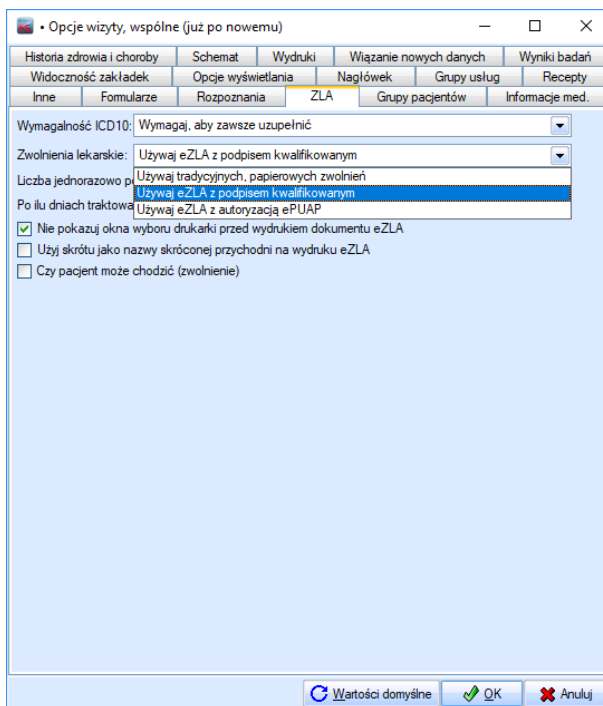 • Opcje wizyty, wspólne (już po nowemu)
Historia zdrowia i choroby Schemat Wydruki Wiązanie nowych danych Wyniki badań
Widoczność zakładek Opcje wyświetlania Nagłówek Grupy usług Recepty
Inne Formularze Rozpoznania ZLA Grupy pacjentów Informacje med.
Wymagalność ICD10: Wymagaj, aby zawsze uzupełnić
Zwolnienia lekarskie: Używaj eZLA z podpisem kwalifikowanym
Używaj tradycyjnych, papierowych zwolnień
Liczba jednorazowo
Używaj eZLA z podpisem kwalifikowanym
Po ilu dniach traktowa
Używaj eZLA z autoryzacją ePUAP
Nie pokazuj okna wyboru drukarki przed wydrukiem dokumentu eZLA
Użyj skrótu jako nazwy skróconej przychodni na wydruku eZLA
Czy pacjent może chodzić (zwolnienie)
Wartości domyślne OK Anuluj